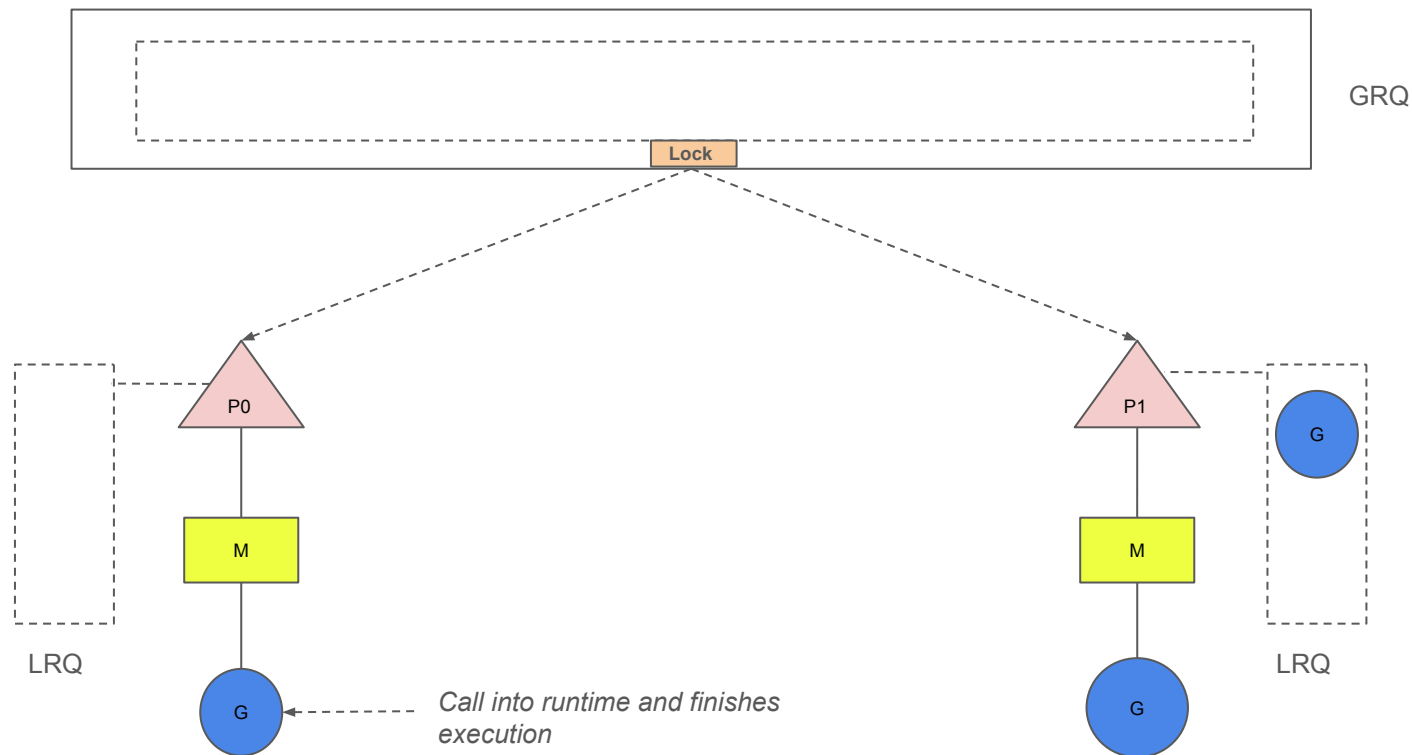 GRQ
Lock
P0
P1
G
M
M
LRQ
LRQ
G
Call into runtime and finishes
execution
G